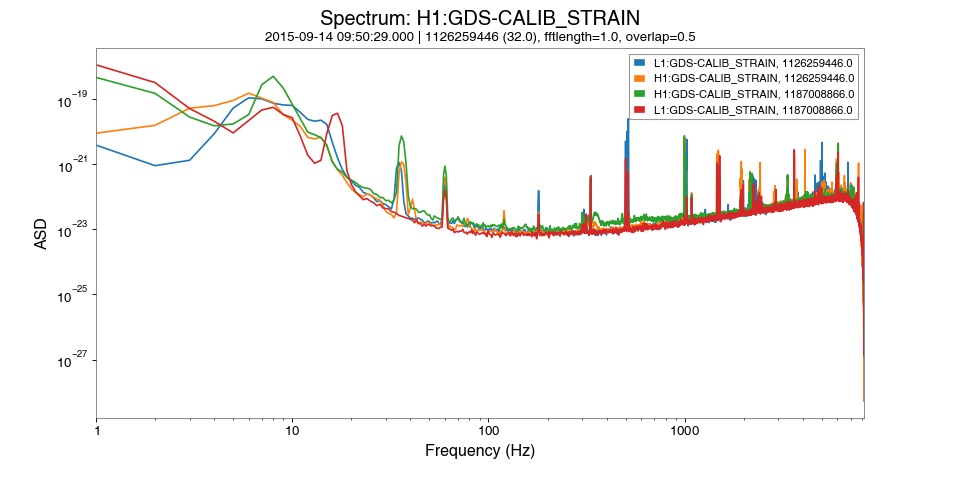 Spectrum: H1:GDS-CALIB_STRAIN
2015-09-14 09:50:29.000 | 1126259446 (32.0), fftlength=1.0, overlap=0.5
L1:GDS-CALIB_STRAIN, 1126259446.0
H1:GDS-CALIB_STRAIN, 1126259446.0
H1:GDS-CALIB_STRAIN, 1187008866.0
L1:GDS-CALIB_STRAIN, 1187008866.0
ASD
10⁻¹⁹
10⁻²¹
10⁻²³
10⁻²⁵
10⁻²⁷
1 10 100 1000
Frequency (Hz)